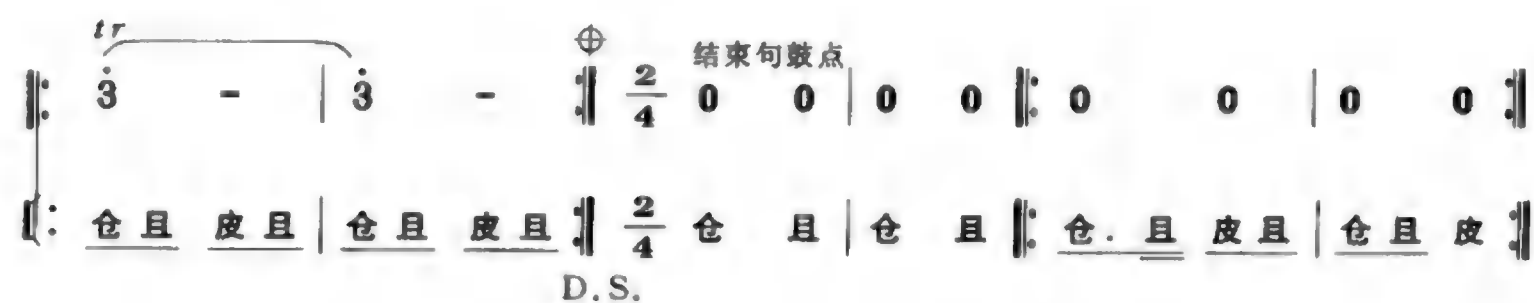 tr
结束句鼓点
3 - | 3 - 2/4 0 0 | 0 0 0 0 | 0 0
仓且 皮且 | 仓且 皮且 2/4 仓 且 | 仓 且 仓. 且 皮且 | 仓且 皮
D.S.